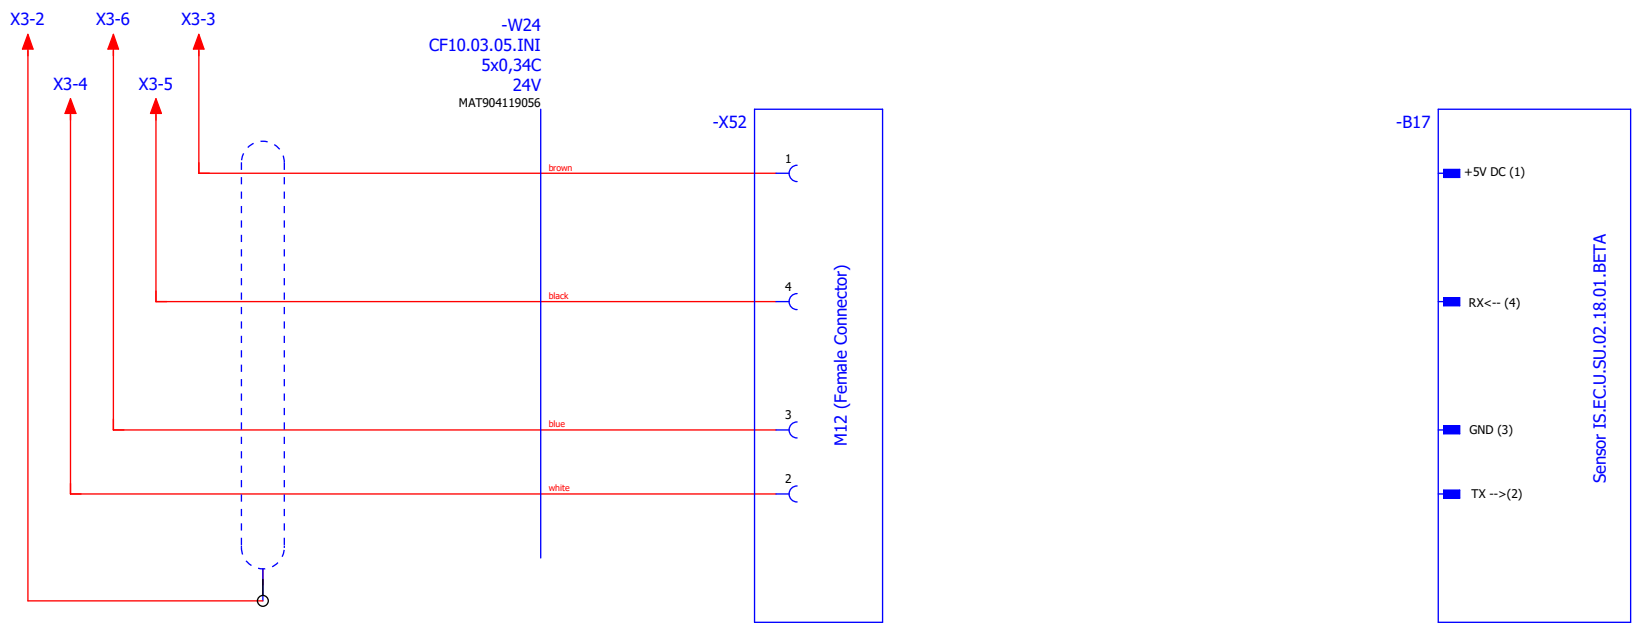 X3-2
X3-6
X3-3
X3-4
X3-5
-W24
CF10.03.05.INI
5x0,34C
24V
MAT904119056
-X52
-B17
brown
1
+5V DC (1)
black
4
RX<-- (4)
blue
3
GND (3)
white
2
TX -->(2)
M12 (Female Connector)
Sensor IS.EC.U.SU.02.18.01.BETA